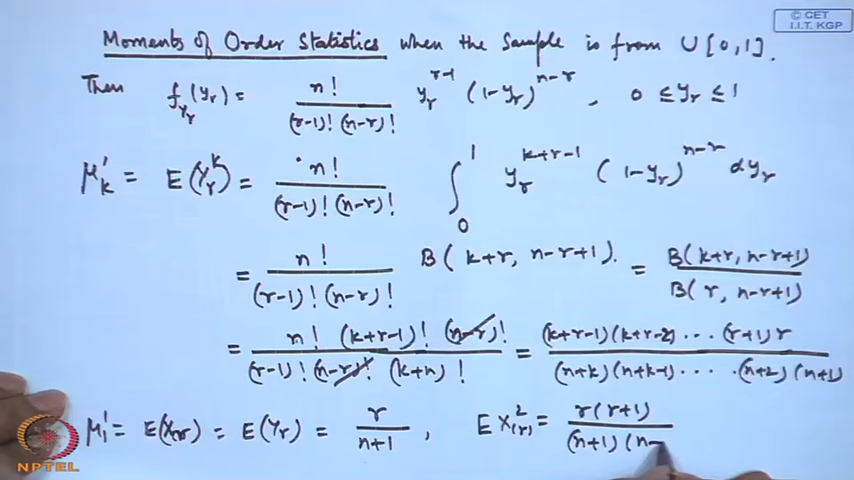 © CET
I.I.T. KGP
Moments of Order Statistics when the Sample is from U[0,1].
Then f_{Y_r}(y_r) = n! / (r-1)! (n-r)! y_r^{r-1} (1-y_r)^{n-r}, 0 ≤ y_r ≤ 1
μ_k' = E(Y_r^k) = n! / (r-1)! (n-r)! ∫_0^1 y_r^{k+r-1} (1-y_r)^{n-r} dy_r
= n! / (r-1)! (n-r)! B(k+r, n-r+1). = B(k+r, n-r+1) / B(r, n-r+1)
= n! (k+r-1)! (n-r)! / (r-1)! (n-r)! (k+n)! = (k+r-1)(k+r-2) ... (r+1) r / (n+k)(n+k-1) ... (n+2)(n+1)
μ_1' = E(X_{(r)}) = E(Y_r) = r / n+1, E X_{(r)}^2 = r(r+1) / (n+1)(n
NPTEL